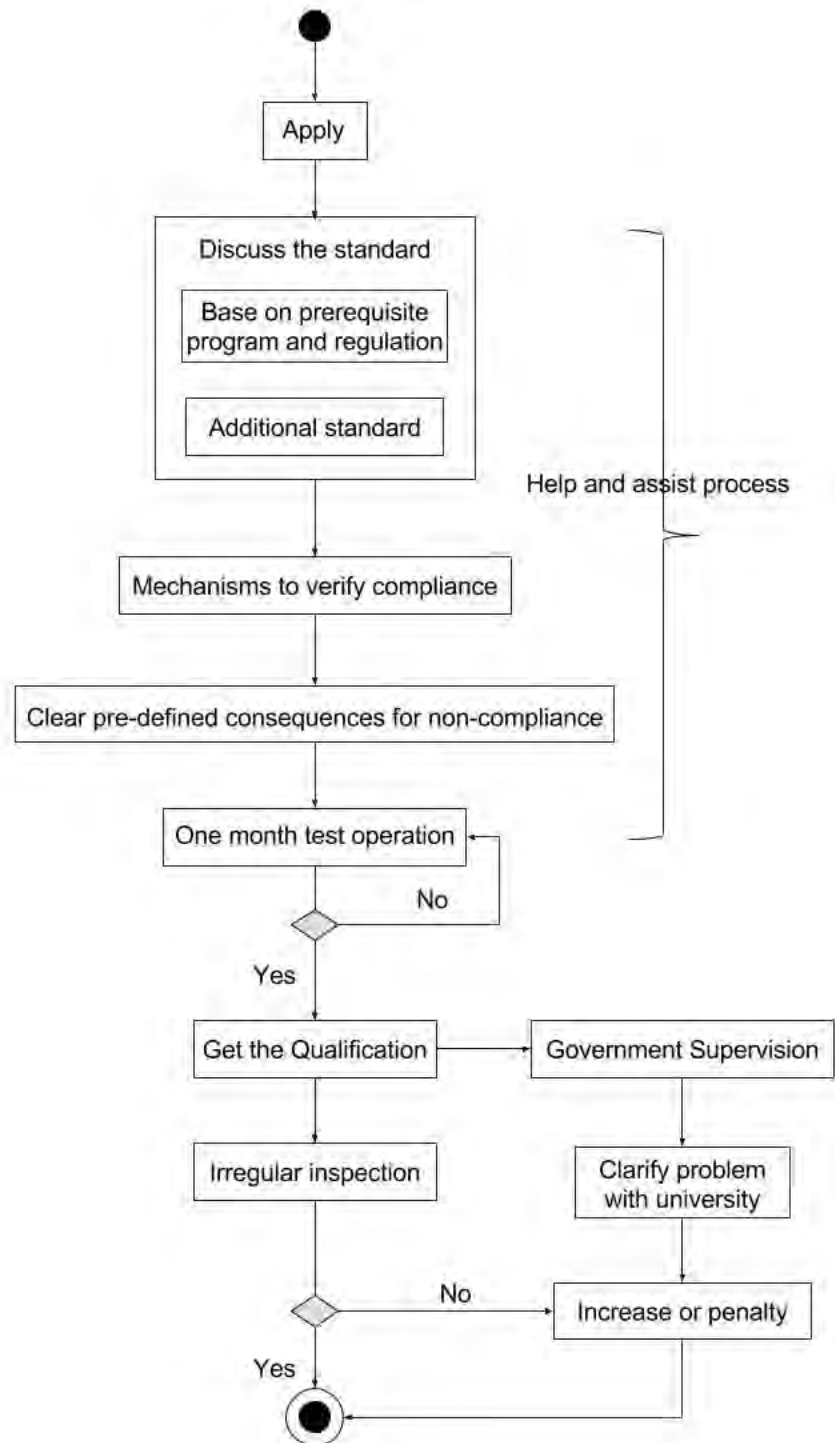 Apply
Discuss the standard
Base on prerequisite
program and regulation
Additional standard
Help and assist process
Mechanisms to verify compliance
Clear pre-defined consequences for non-compliance
One month test operation
No
Yes
Get the Qualification
Government Supervision
Irregular inspection
Clarify problem
with university
No
Increase or penalty
Yes